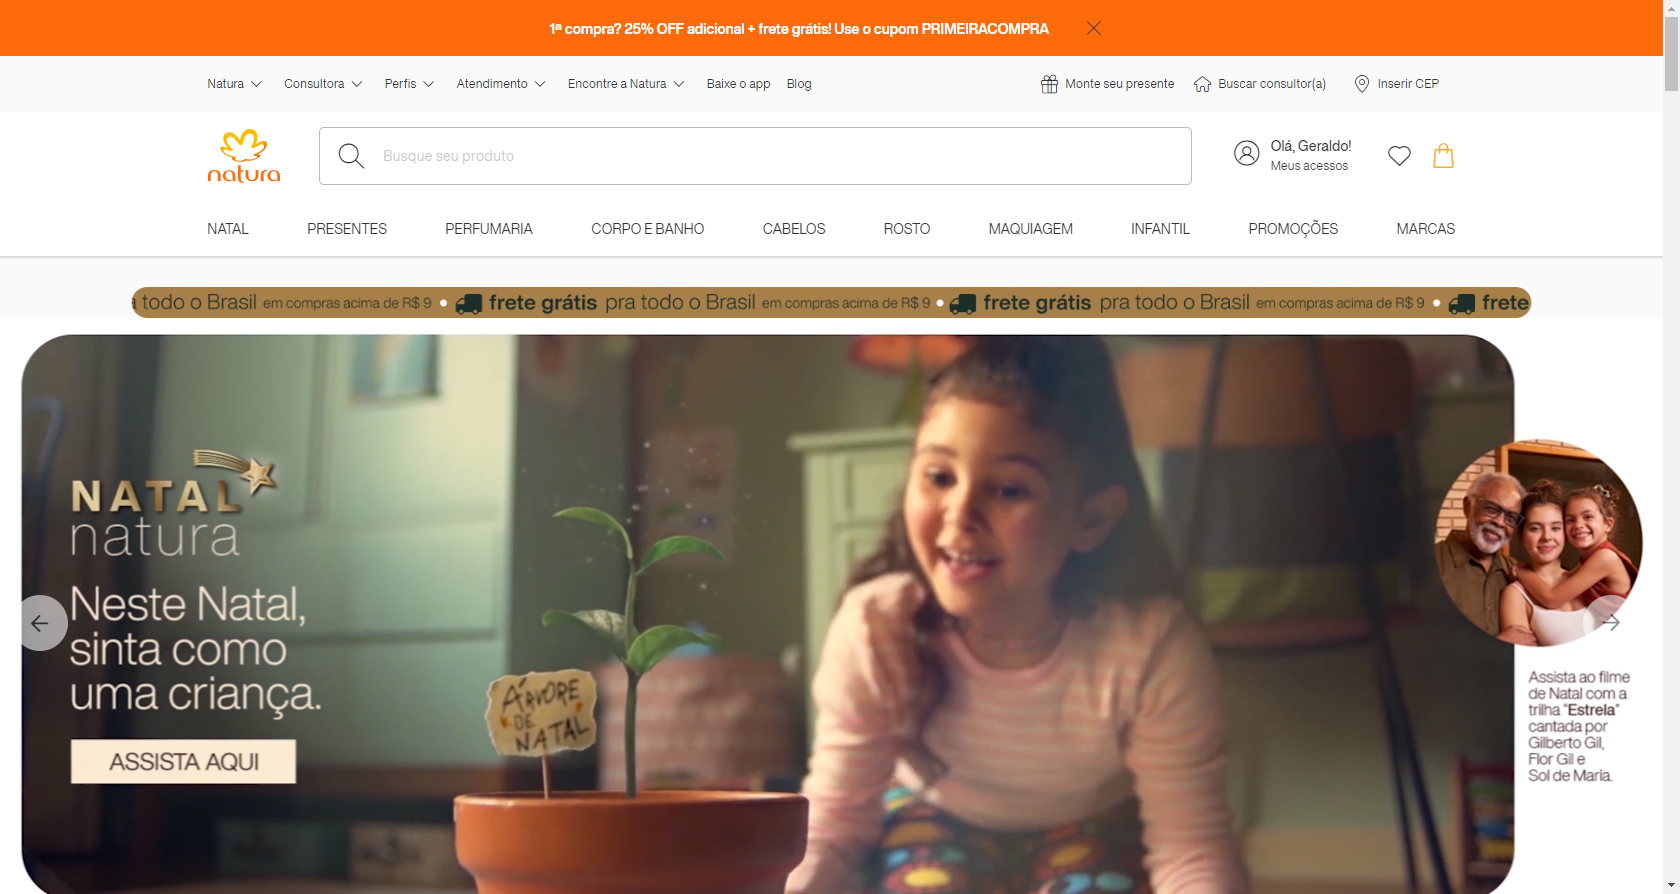 1ª compra? 25% OFF adicional + frete grátis! Use o cupom PRIMEIRACOMPRA
Natura Consultora Perfis Atendimento Encontre a Natura Baixe o app Blog Monte seu presente Buscar consultor(a) Inserir CEP
natura
Busque seu produto
Olá, Geraldo!
Meus acessos
NATAL PRESENTES PERFUMARIA CORPO E BANHO CABELOS ROSTO MAQUIAGEM INFANTIL PROMOÇÕES MARCAS
a todo o Brasil em compras acima de R$ 9 • frete grátis pra todo o Brasil em compras acima de R$ 9 • frete grátis pra todo o Brasil em compras acima de R$ 9 • frete
NATAL
natura
Neste Natal,
sinta como
uma criança.
ASSISTA AQUI
ÁRVORE
DE
NATAL
Assista ao filme
de Natal com a
trilha "Estrela"
cantada por
Gilberto Gil,
Flor Gil e
Sol de Maria.